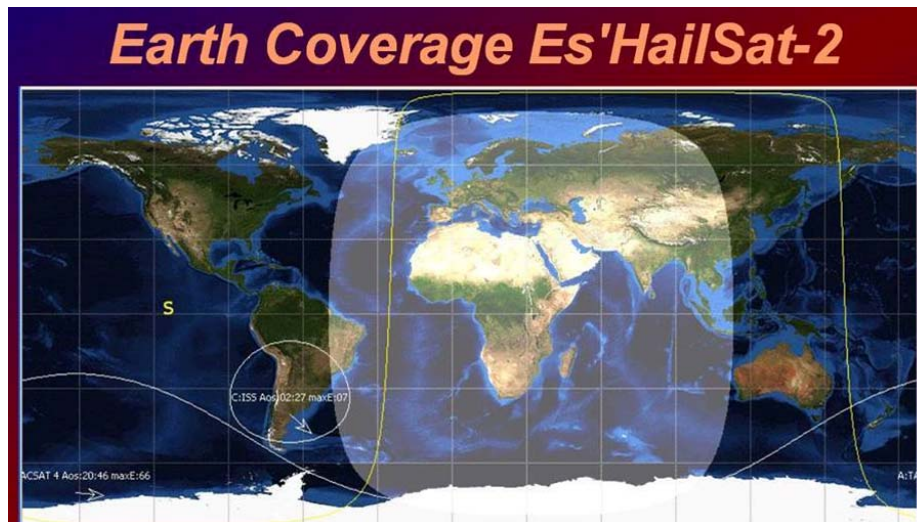 Earth Coverage Es'HailSat-2
S
C:ISS Aos:02:27 maxE:07
ACSAT 4 Aos:20:46 maxE:66
A:TA